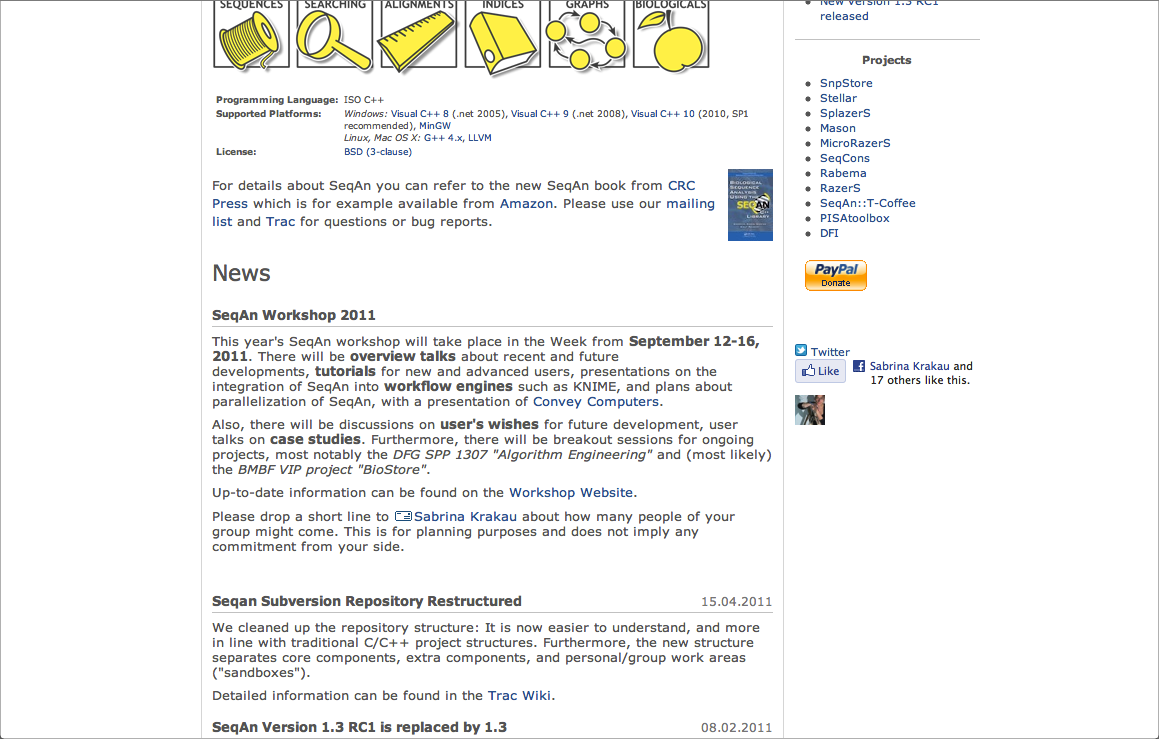 SEQUENCES SEARCHING ALIGNMENTS INDICES GRAPHS BIOLOGICALS
Programming Language: ISO C++
Supported Platforms: Windows: Visual C++ 8 (.net 2005), Visual C++ 9 (.net 2008), Visual C++ 10 (2010, SP1
recommended), MinGW
Linux, Mac OS X: G++ 4.x, LLVM
License: BSD (3-clause)
For details about SeqAn you can refer to the new SeqAn book from CRC
Press which is for example available from Amazon. Please use our mailing
list and Trac for questions or bug reports.
BIOLOGICAL
SEQUENCE
ANALYSIS
USING THE
SEQAN
C++
LIBRARY
News
SeqAn Workshop 2011
This year's SeqAn workshop will take place in the Week from September 12-16,
2011. There will be overview talks about recent and future
developments, tutorials for new and advanced users, presentations on the
integration of SeqAn into workflow engines such as KNIME, and plans about
parallelization of SeqAn, with a presentation of Convey Computers.
Also, there will be discussions on user's wishes for future development, user
talks on case studies. Furthermore, there will be breakout sessions for ongoing
projects, most notably the DFG SPP 1307 "Algorithm Engineering" and (most likely)
the BMBF VIP project "BioStore".
Up-to-date information can be found on the Workshop Website.
Please drop a short line to Sabrina Krakau about how many people of your
group might come. This is for planning purposes and does not imply any
commitment from your side.
Seqan Subversion Repository Restructured 15.04.2011
We cleaned up the repository structure: It is now easier to understand, and more
in line with traditional C/C++ project structures. Furthermore, the new structure
separates core components, extra components, and personal/group work areas
("sandboxes").
Detailed information can be found in the Trac Wiki.
SeqAn Version 1.3 RC1 is replaced by 1.3 08.02.2011
New version 1.3 RC1
released
Projects
SnpStore
Stellar
SplazerS
Mason
MicroRazerS
SeqCons
Rabema
RazerS
SeqAn::T-Coffee
PISAtoolbox
DFI
PayPal
Donate
Twitter
Like
Sabrina Krakau and
17 others like this.